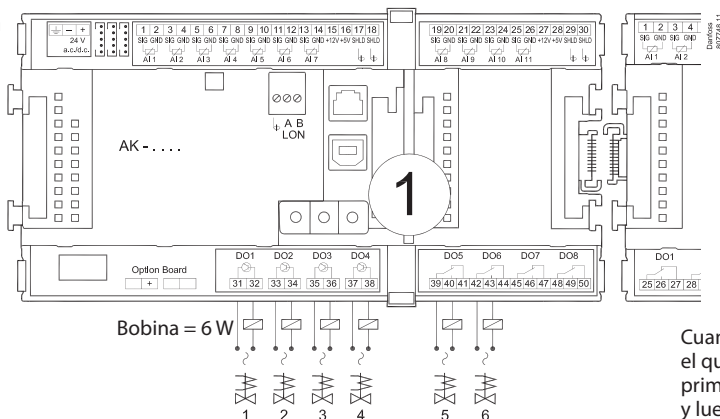 24 V
a.c./d.c.
1 2 3 4 5 6 7 8 9 10 11 12 13 14 15 16 17 18
SIG GND SIG GND SIG GND SIG GND SIG GND SIG GND SIG GND +12V +5V SHLD SHLD
AI 1 AI 2 AI 3 AI 4 AI 5 AI 6 AI 7
19 20 21 22 23 24 25 26 27 28 29 30
SIG GND SIG GND SIG GND SIG GND +12V +5V SHLD SHLD
AI 8 AI 9 AI 10 AI 11
1 2 3 4
SIG GND SIG GND
AI 1 AI 2
Danfoss
A B
LON
AK - . . . .
1
Option Board
DO1 DO2 DO3 DO4
31 32 33 34 35 36 37 38
DO5 DO6 DO7 DO8
39 40 41 42 43 44 45 46 47 48 49 50
DO1
25 26 27 28
Bobina = 6 W
1 2 3 4 5 6
el qu
prim
y lue